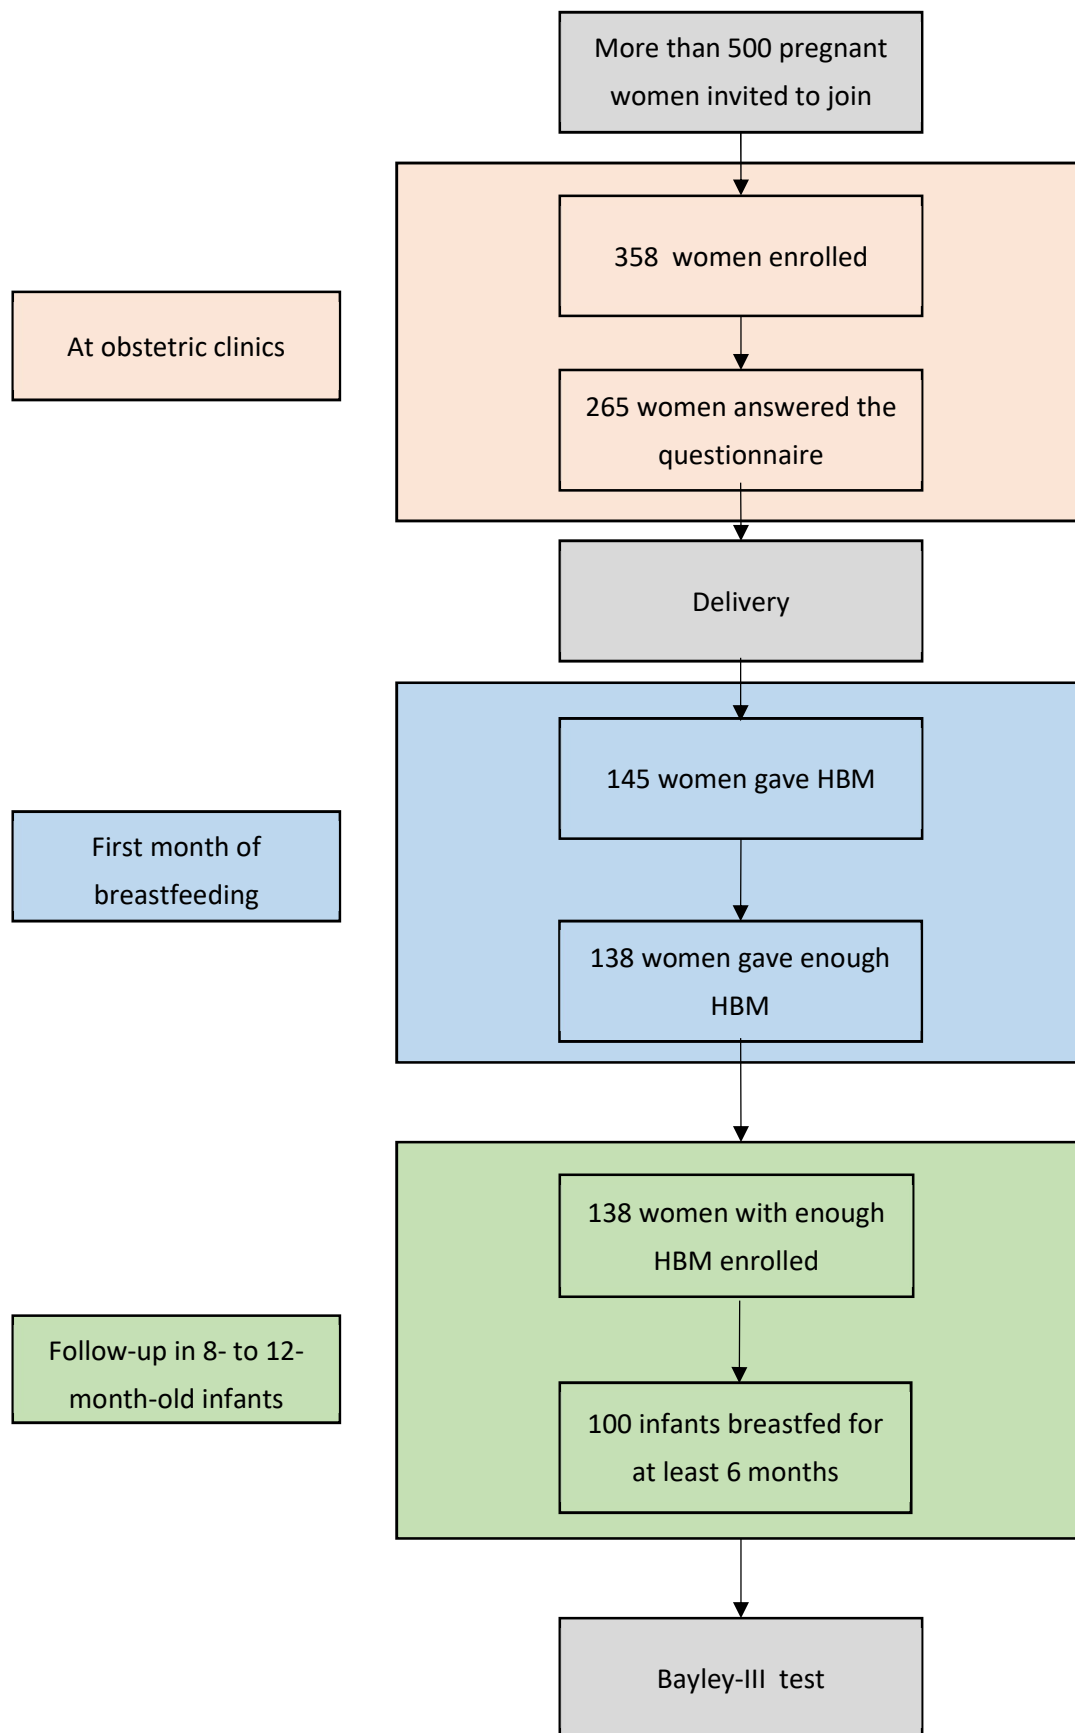 More than 500 pregnant
women invited to join
358 women enrolled
At obstetric clinics
265 women answered the
questionnaire
Delivery
145 women gave HBM
First month of
breastfeeding
138 women gave enough
HBM
138 women with enough
HBM enrolled
Follow-up in 8- to 12-
month-old infants
100 infants breastfed for
at least 6 months
Bayley-III test